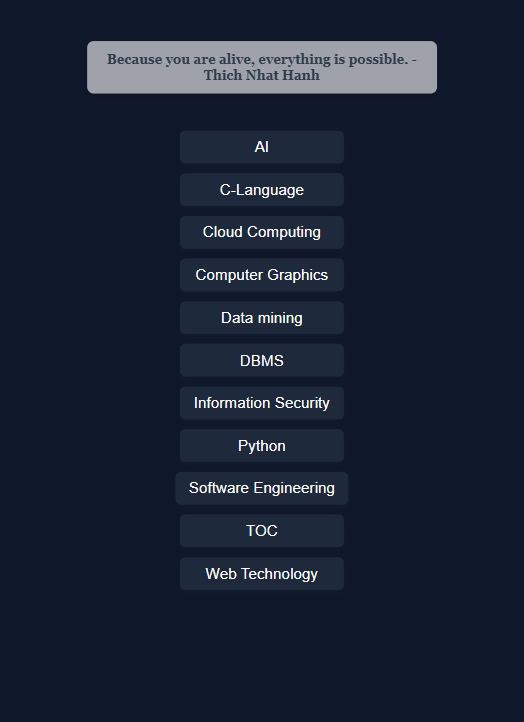 Because you are alive, everything is possible. -
Thich Nhat Hanh
AI
C-Language
Cloud Computing
Computer Graphics
Data mining
DBMS
Information Security
Python
Software Engineering
TOC
Web Technology